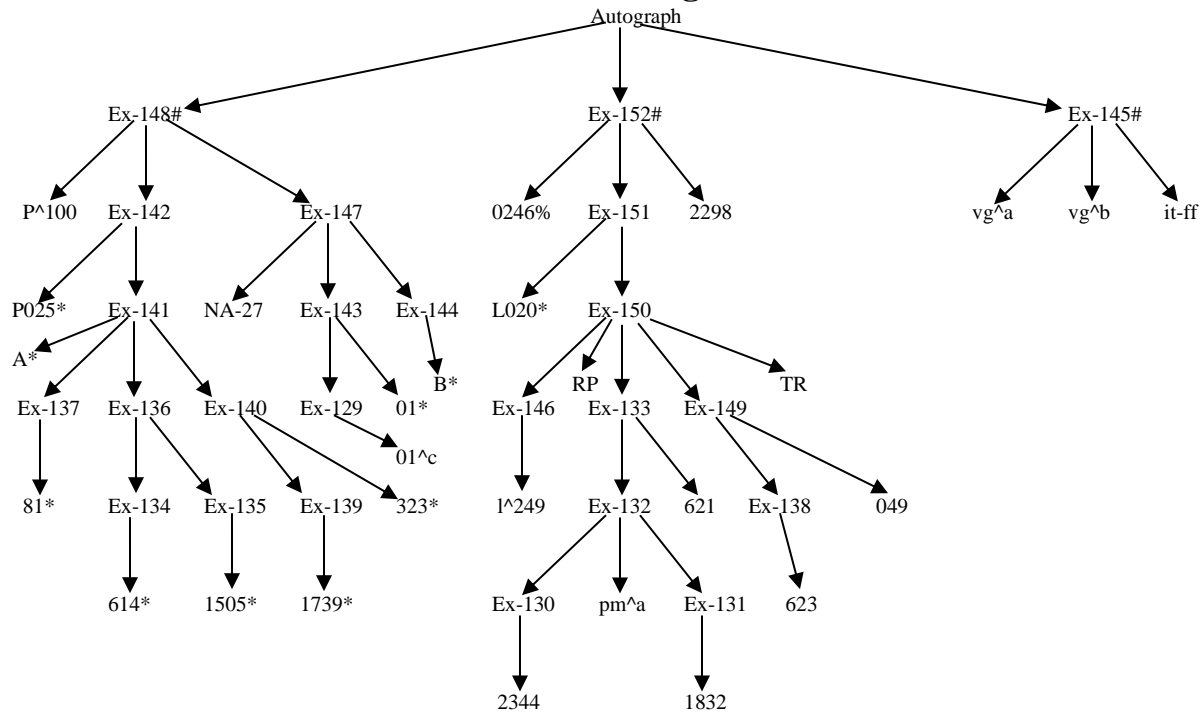 Autograph
Ex-148# Ex-152# Ex-145#
P^100 Ex-142 Ex-147 0246% Ex-151 2298 vg^a vg^b it-ff
P025* Ex-141 NA-27 Ex-143 Ex-144 L020* Ex-150
A* B* RP TR
Ex-137 Ex-136 Ex-140 Ex-129 01* Ex-146 Ex-133 Ex-149
01^c
81* Ex-134 Ex-135 Ex-139 323* l^249 Ex-132 621 Ex-138 049
614* 1505* 1739* Ex-130 pm^a Ex-131 623
2344 1832